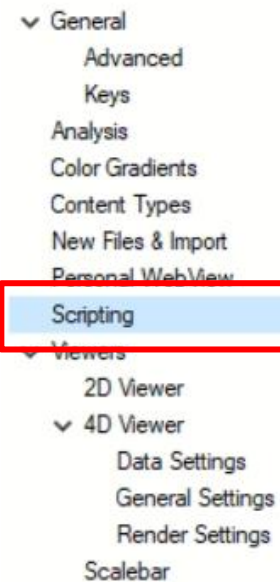 General
Advanced
Keys
Analysis
Color Gradients
Content Types
New Files & Import
Personal WebView
Scripting
Viewers
2D Viewer
4D Viewer
Data Settings
General Settings
Render Settings
Scalebar